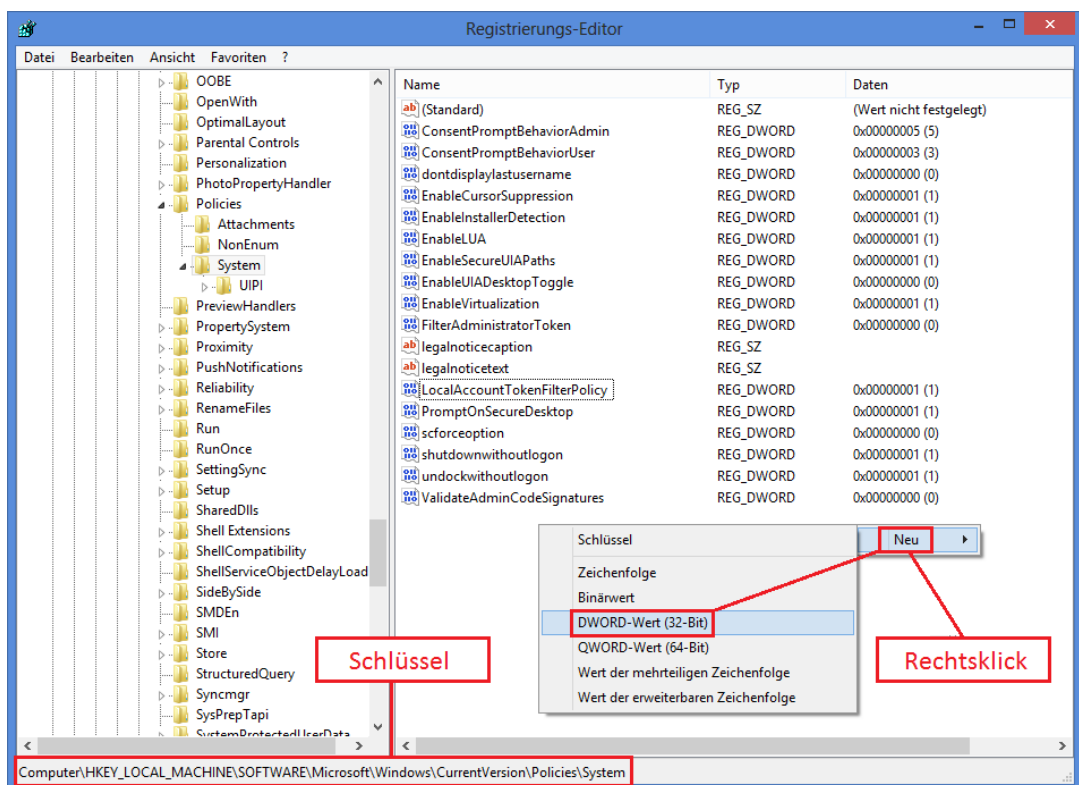 Registrierungs-Editor
Datei Bearbeiten Ansicht Favoriten ?
OOBE
OpenWith
OptimalLayout
Parental Controls
Personalization
PhotoPropertyHandler
Policies
Attachments
NonEnum
System
UIPI
PreviewHandlers
PropertySystem
Proximity
PushNotifications
Reliability
RenameFiles
Run
RunOnce
SettingSync
Setup
SharedDlls
Shell Extensions
ShellCompatibility
ShellServiceObjectDelayLoad
SideBySide
SMDEn
SMI
Store
StructuredQuery
Syncmgr
SysPrepTapi
SystemProtectedUserData
Name Typ Daten
(Standard) REG_SZ (Wert nicht festgelegt)
ConsentPromptBehaviorAdmin REG_DWORD 0x00000005 (5)
ConsentPromptBehaviorUser REG_DWORD 0x00000003 (3)
dontdisplaylastusername REG_DWORD 0x00000000 (0)
EnableCursorSuppression REG_DWORD 0x00000001 (1)
EnableInstallerDetection REG_DWORD 0x00000001 (1)
EnableLUA REG_DWORD 0x00000001 (1)
EnableSecureUIAPaths REG_DWORD 0x00000001 (1)
EnableUIADesktopToggle REG_DWORD 0x00000000 (0)
EnableVirtualization REG_DWORD 0x00000001 (1)
FilterAdministratorToken REG_DWORD 0x00000000 (0)
legalnoticecaption REG_SZ
legalnoticetext REG_SZ
LocalAccountTokenFilterPolicy REG_DWORD 0x00000001 (1)
PromptOnSecureDesktop REG_DWORD 0x00000001 (1)
scforceoption REG_DWORD 0x00000000 (0)
shutdownwithoutlogon REG_DWORD 0x00000001 (1)
undockwithoutlogon REG_DWORD 0x00000001 (1)
ValidateAdminCodeSignatures REG_DWORD 0x00000000 (0)
Neu
Schlüssel
Zeichenfolge
Binärwert
DWORD-Wert (32-Bit)
QWORD-Wert (64-Bit)
Wert der mehrteiligen Zeichenfolge
Wert der erweiterbaren Zeichenfolge
Schlüssel
Rechtsklick
Computer\HKEY_LOCAL_MACHINE\SOFTWARE\Microsoft\Windows\CurrentVersion\Policies\System